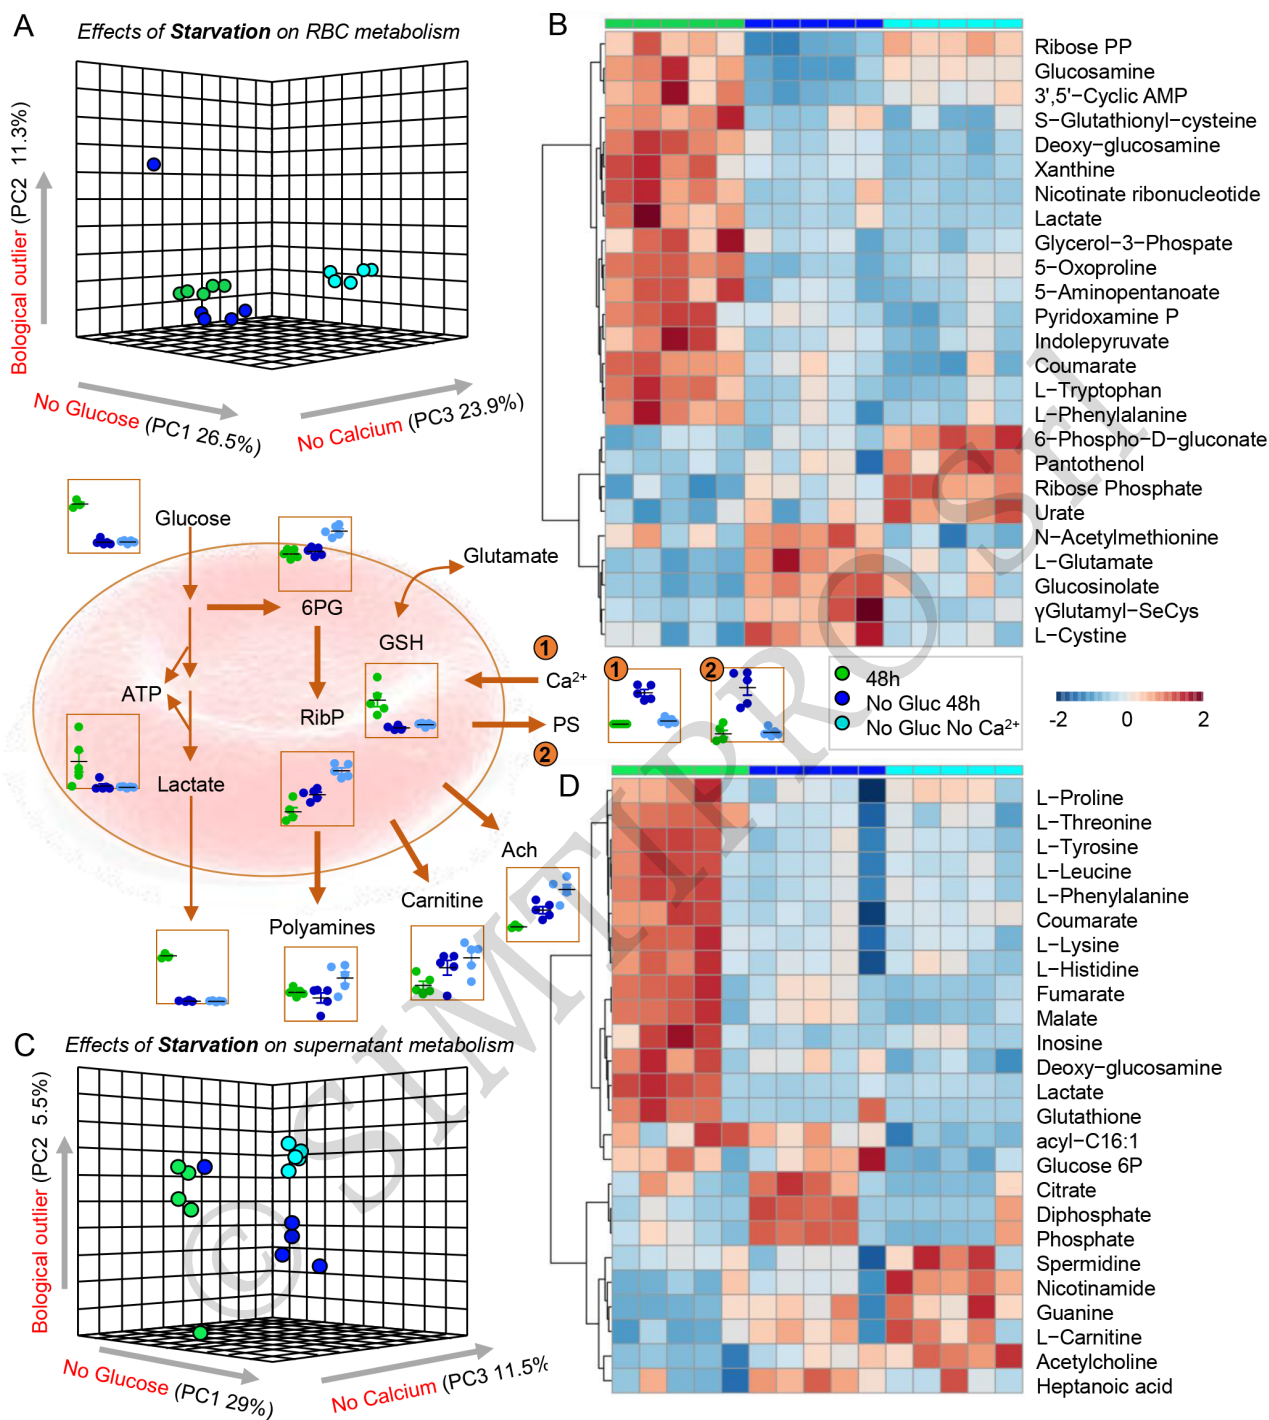 A
Effects of Starvation on RBC metabolism
Bological outlier (PC2 11.3%)
No Glucose (PC1 26.5%)
No Calcium (PC3 23.9%)
B
Ribose PP
Glucosamine
3',5'−Cyclic AMP
S−Glutathionyl−cysteine
Deoxy−glucosamine
Xanthine
Nicotinate ribonucleotide
Lactate
Glycerol−3−Phospate
5−Oxoproline
5−Aminopentanoate
Pyridoxamine P
Indolepyruvate
Coumarate
L−Tryptophan
L−Phenylalanine
6−Phospho−D−gluconate
Pantothenol
Ribose Phosphate
Urate
N−Acetylmethionine
L−Glutamate
Glucosinolate
γGlutamyl−SeCys
L−Cystine
Glucose
Glutamate
6PG
GSH
1
Ca2+
ATP
RibP
PS
2
Lactate
Ach
Carnitine
Polyamines
1
2
48h
No Gluc 48h
No Gluc No Ca2+
−2 0 2
C
Effects of Starvation on supernatant metabolism
Bological outlier (PC2 5.5%)
No Glucose (PC1 29%)
No Calcium (PC3 11.5%
D
L−Proline
L−Threonine
L−Tyrosine
L−Leucine
L−Phenylalanine
Coumarate
L−Lysine
L−Histidine
Fumarate
Malate
Inosine
Deoxy−glucosamine
Lactate
Glutathione
acyl−C16:1
Glucose 6P
Citrate
Diphosphate
Phosphate
Spermidine
Nicotinamide
Guanine
L−Carnitine
Acetylcholine
Heptanoic acid
© SIMTIPRO Srl